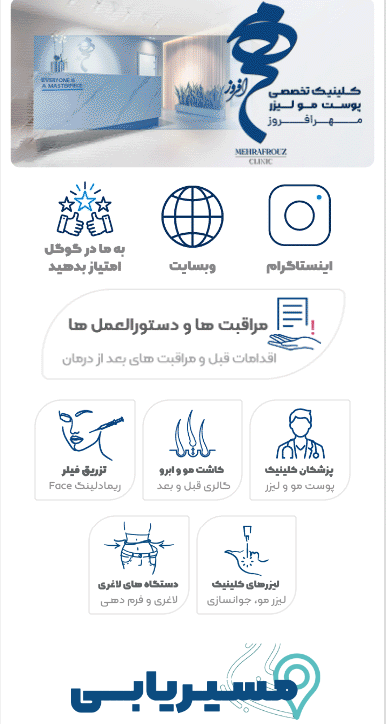 EVERYONE IS
A MASTERPIECE
مهرافروز
MEHRAFROUZ
CLINIC
کلینیک تخصصی
پوست مو لیزر
مهرافروز
اینستاگرام
وبسایت
به ما در گوگل
امتیاز بدهید
مراقبت ها و دستورالعمل ها
اقدامات قبل و مراقبت های بعد از درمان
پزشکان کلینیک
پوست مو و لیزر
کاشت مو و ابرو
گالری قبل و بعد
تزریق فیلر
ریمادلینگ Face
لیزرهای کلینیک
لیزر مو، جوانسازی
دستگاه های لاغری
لاغری و فرم دهی
مسیریابی